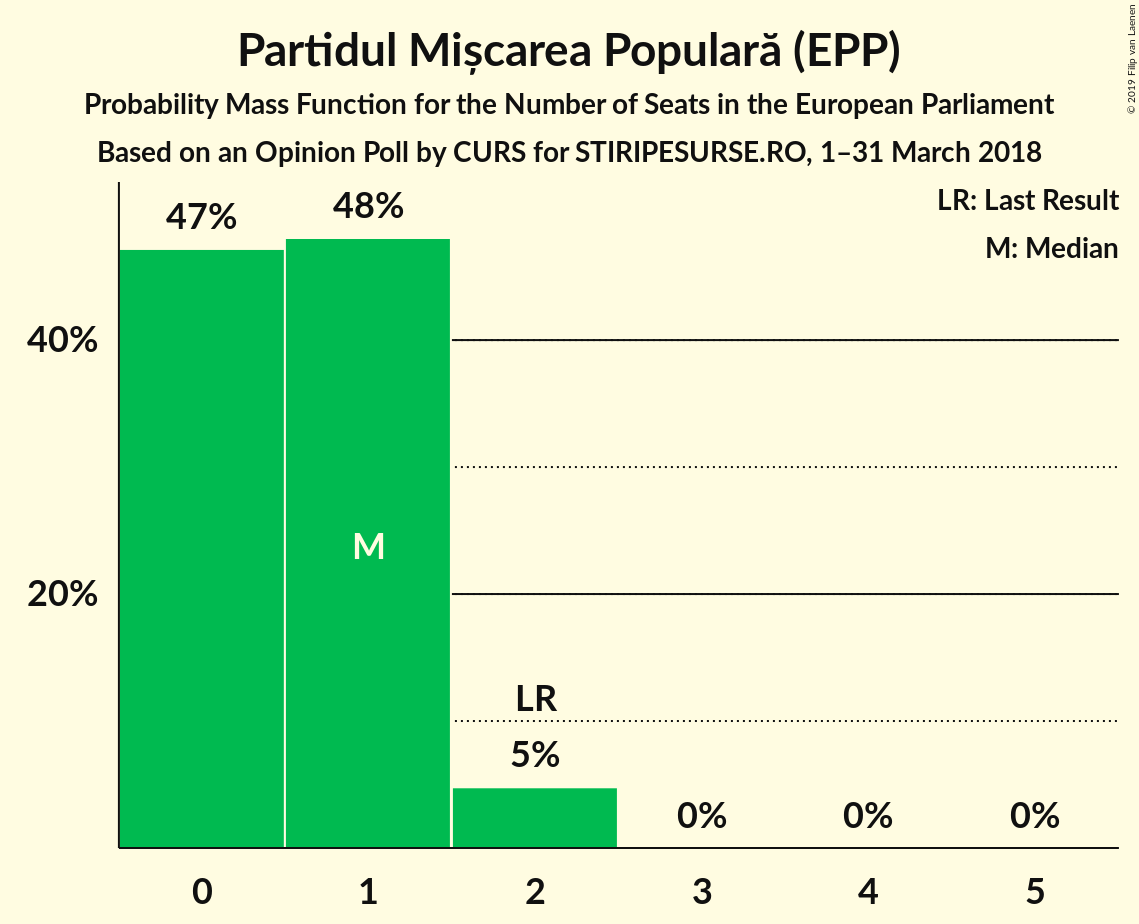 Partidul Mișcarea Populară (EPP)
Probability Mass Function for the Number of Seats in the European Parliament
Based on an Opinion Poll by CURS for STIRIPESURSE.RO, 1–31 March 2018
© 2019 Filip van Laenen
LR: Last Result
M: Median
47%
48%
40%
M
20%
LR
5%
0%
0%
0%
0
1
2
3
4
5